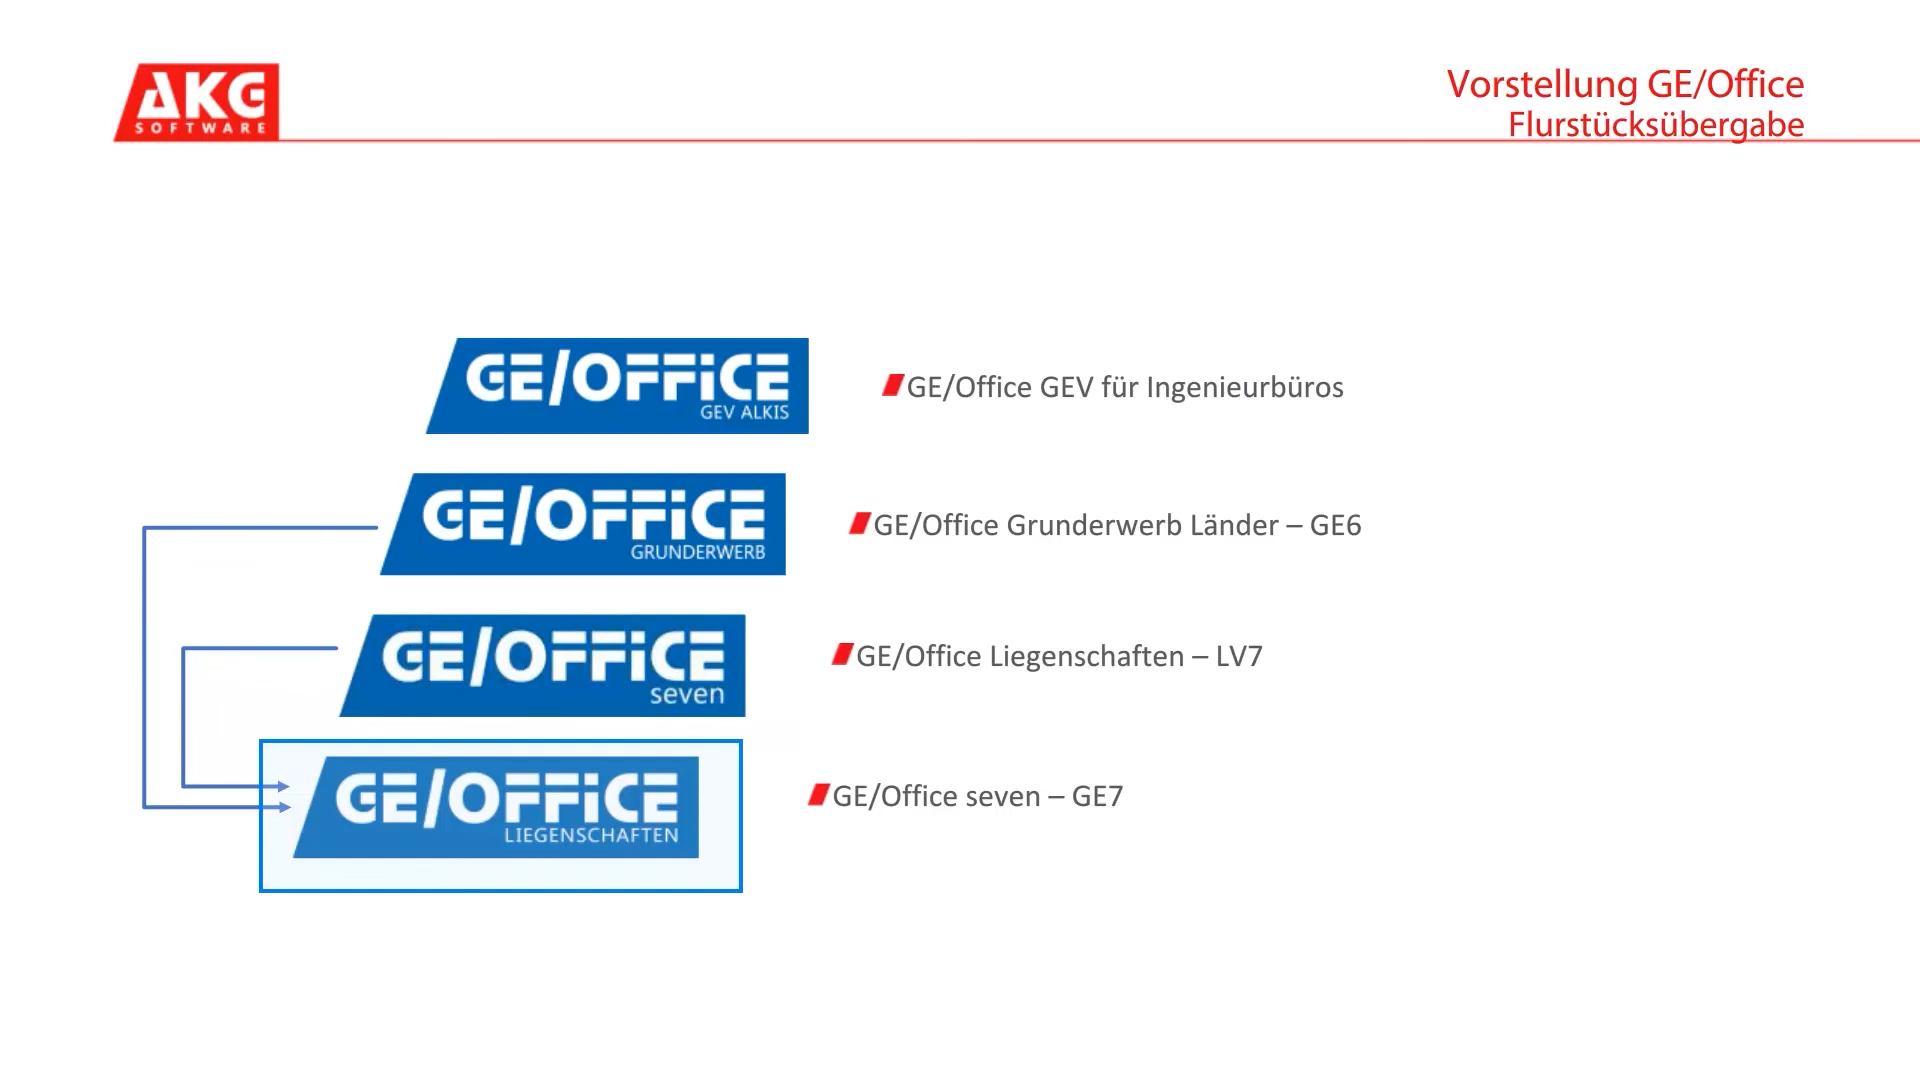 AKG
SOFTWARE
Vorstellung GE/Office
Flurstücksübergabe
GE/OFFiCE
GEV ALKIS
GE/Office GEV für Ingenieurbüros
GE/OFFiCE
GRUNDERWERB
GE/Office Grunderwerb Länder – GE6
GE/OFFiCE
seven
GE/Office Liegenschaften – LV7
GE/OFFiCE
LIEGENSCHAFTEN
GE/Office seven – GE7